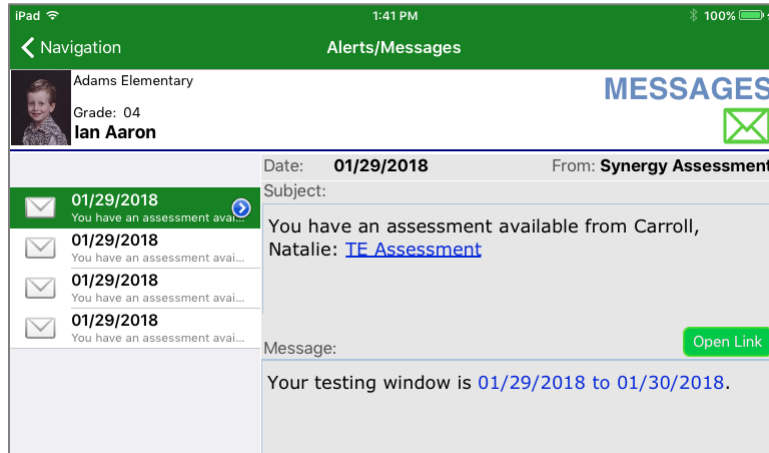 iPad 1:41 PM 100%
Navigation Alerts/Messages
Adams Elementary
Grade: 04
Ian Aaron
MESSAGES
Date: 01/29/2018 From: Synergy Assessment
Subject:
01/29/2018
You have an assessment avai...
01/29/2018
You have an assessment avai...
01/29/2018
You have an assessment avai...
01/29/2018
You have an assessment avai...
You have an assessment available from Carroll,
Natalie: TE Assessment
Open Link
Message:
Your testing window is 01/29/2018 to 01/30/2018.